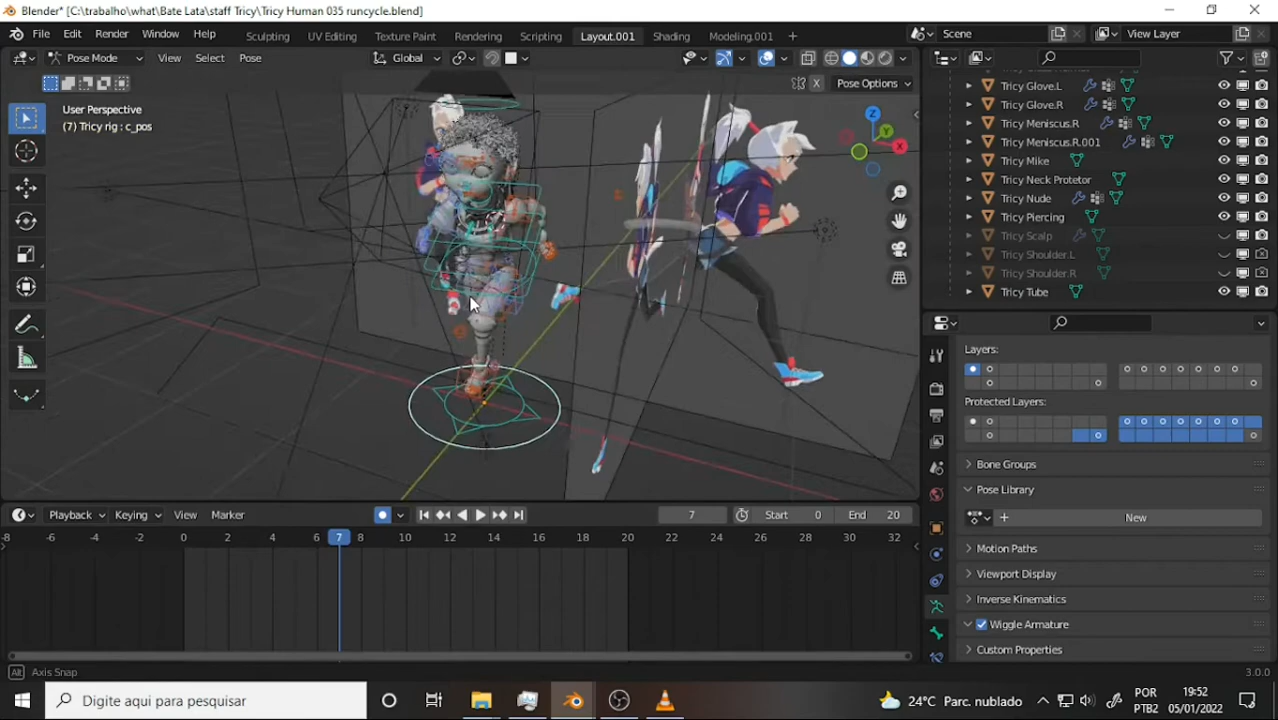 Blender* [C:\trabalho\what\Bate Lata\staff Tricy\Tricy Human 035 runcycle.blend]
File Edit Render Window Help Sculpting UV Editing Texture Paint Rendering Scripting Layout.001 Shading Modeling.001 + Scene View Layer
Pose Mode View Select Pose Global
X Pose Options
User Perspective
(7) Tricy rig : c_pos
Z
Y
X
Tricy Glove.L
Tricy Glove.R
Tricy Meniscus.R
Tricy Meniscus.R.001
Tricy Mike
Tricy Neck Protetor
Tricy Nude
Tricy Piercing
Tricy Scalp
Tricy Shoulder.L
Tricy Shoulder.R
Tricy Tube
Layers:
Protected Layers:
Bone Groups
Pose Library
+ New
Motion Paths
Viewport Display
Inverse Kinematics
Wiggle Armature
Custom Properties
Playback Keying View Marker 7 Start 0 End 20
-8 -6 -4 -2 0 2 4 6 7 8 10 12 14 16 18 20 22 24 26 28 30 32
Alt Axis Snap 3.0.0
Digite aqui para pesquisar
24°C Parc. nublado
POR
PTB2
19:52
05/01/2022